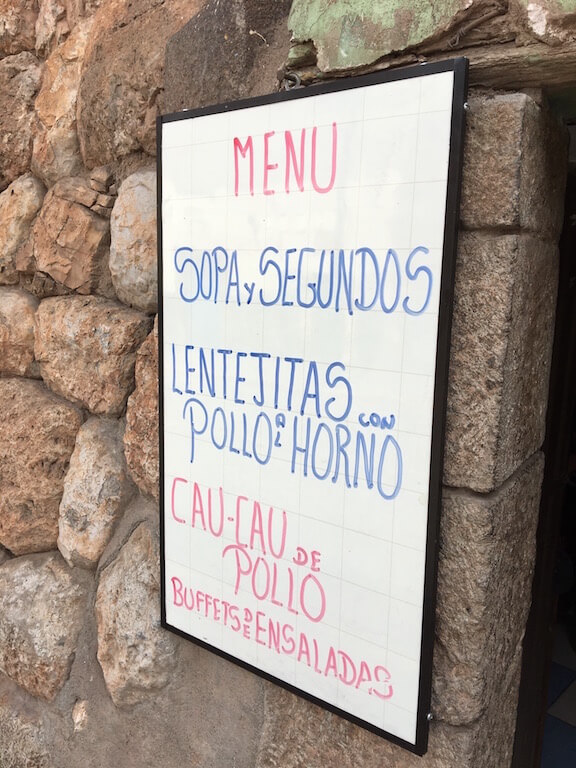 MENU
SOPA Y SEGUNDOS
LENTEJITAS CON
POLLO al HORNO
CAU-CAU DE
POLLO
BUFFETS DE ENSALADAS